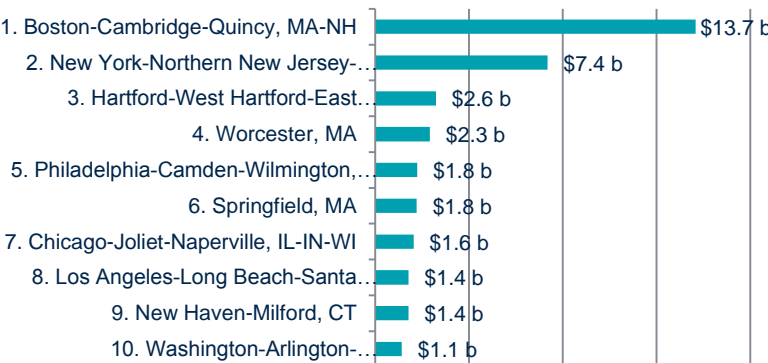 1. Boston-Cambridge-Quincy, MA-NH $13.7 b
2. New York-Northern New Jersey-... $7.4 b
3. Hartford-West Hartford-East... $2.6 b
4. Worcester, MA $2.3 b
5. Philadelphia-Camden-Wilmington,... $1.8 b
6. Springfield, MA $1.8 b
7. Chicago-Joliet-Naperville, IL-IN-WI $1.6 b
8. Los Angeles-Long Beach-Santa... $1.4 b
9. New Haven-Milford, CT $1.4 b
10. Washington-Arlington-... $1.1 b